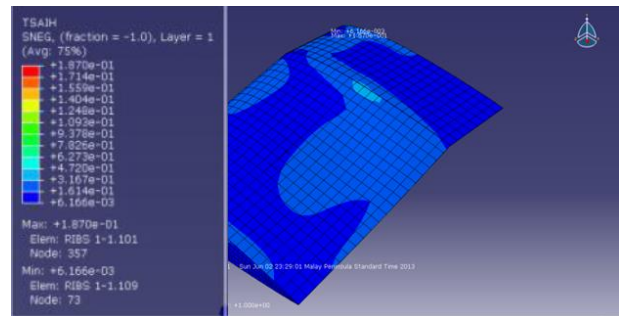 TSAIH
SNEG, (fraction = -1.0), Layer = 1
(Avg: 75%)
+1.870e-01
+1.714e-01
+1.559e-01
+1.404e-01
+1.248e-01
+1.093e-01
+9.378e-01
+7.826e-01
+6.273e-01
+4.720e-01
+3.167e-01
+1.614e-01
+6.166e-03
Max: +1.870e-01
Elem: RIBS 1-1.101
Node: 357
Min: +6.166e-03
Elem: RIBS 1-1.109
Node: 73
Sun Jun 02 23:29:01 Malay Peninsula Standard Time 2013